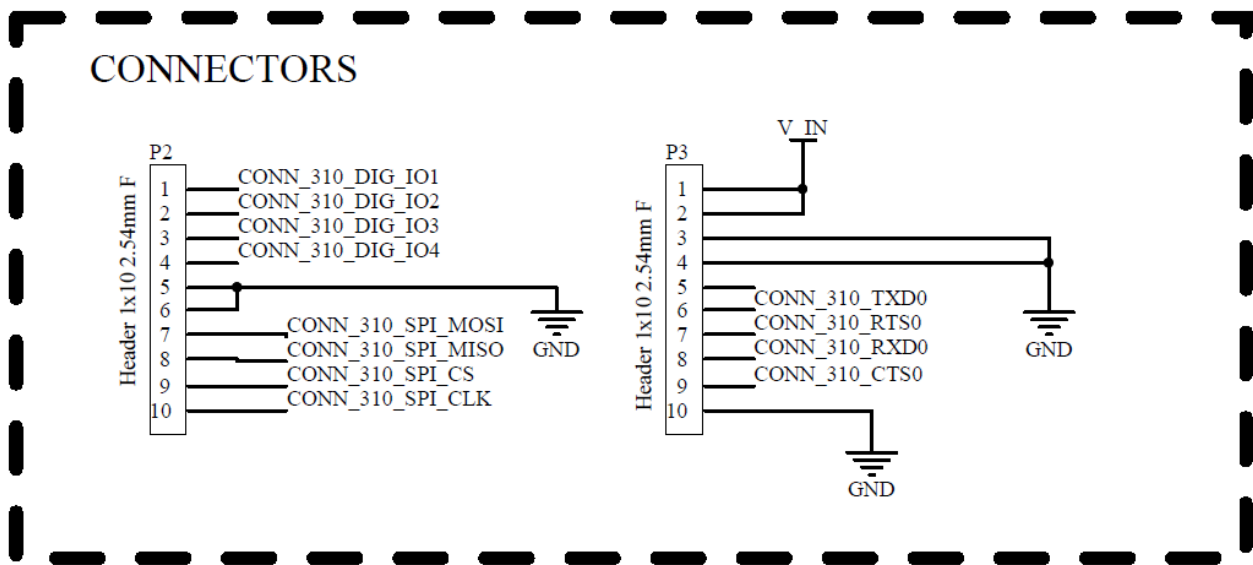 CONNECTORS
P2
Header 1x10 2.54mm F
1 CONN_310_DIG_IO1
2 CONN_310_DIG_IO2
3 CONN_310_DIG_IO3
4 CONN_310_DIG_IO4
5
6
7 CONN_310_SPI_MOSI
8 CONN_310_SPI_MISO
9 CONN_310_SPI_CS
10 CONN_310_SPI_CLK
GND
V_IN
P3
Header 1x10 2.54mm F
1
2
3
4
5
6 CONN_310_TXD0
7 CONN_310_RTS0
8 CONN_310_RXD0
9 CONN_310_CTS0
10
GND
GND